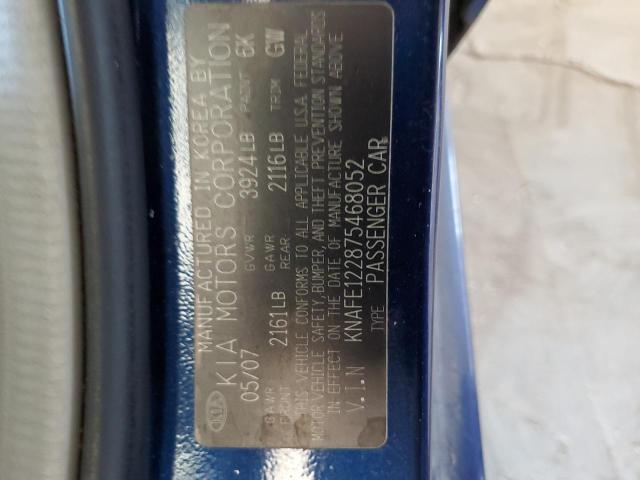 MANUFACTURED IN KOREA BY
KIA KIA MOTORS CORPORATION
05/07 GVWR 3924LB PAINT 6K
GAWR FRONT 2161LB GAWR REAR 2116LB TRIM GW
THIS VEHICLE CONFORMS TO ALL APPLICABLE U.S.A. FEDERAL
MOTOR VEHICLE SAFETY, BUMPER, AND THEFT PREVENTION STANDARDS
IN EFFECT ON THE DATE OF MANUFACTURE SHOWN ABOVE
V.I.N KNAFE122875468052
TYPE PASSENGER CAR